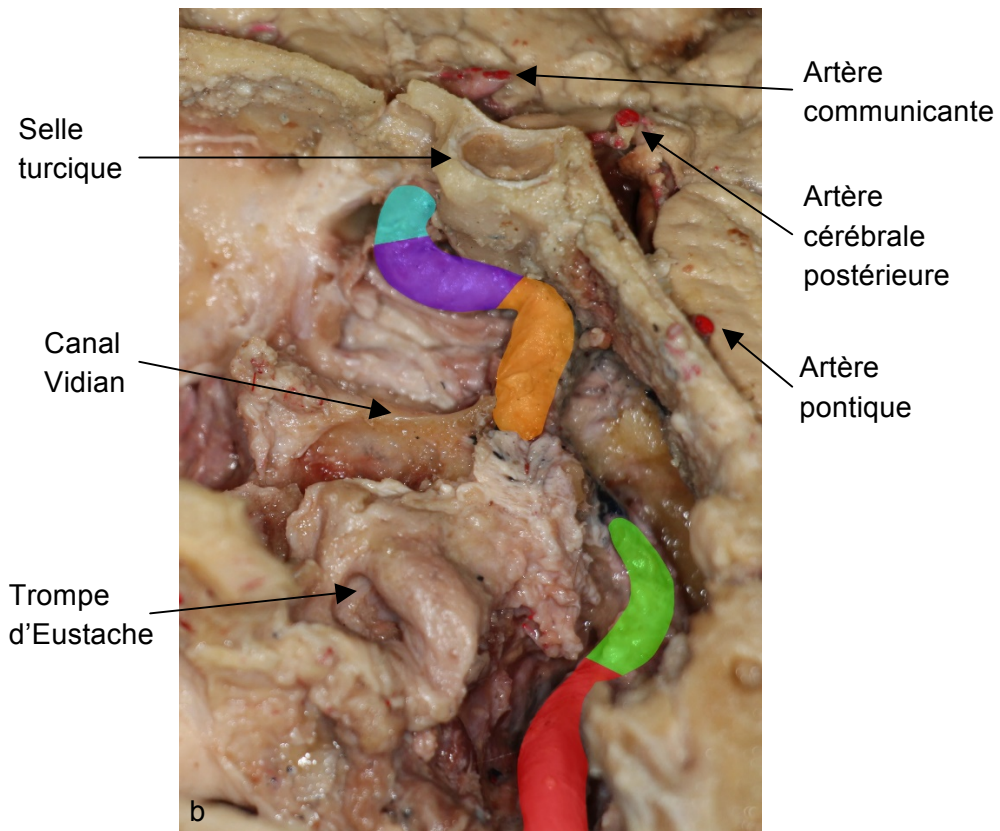 Selle
turcique
Canal
Vidian
Trompe
d’Eustache
Artère
communicante
Artère
cérébrale
postérieure
Artère
pontique
b